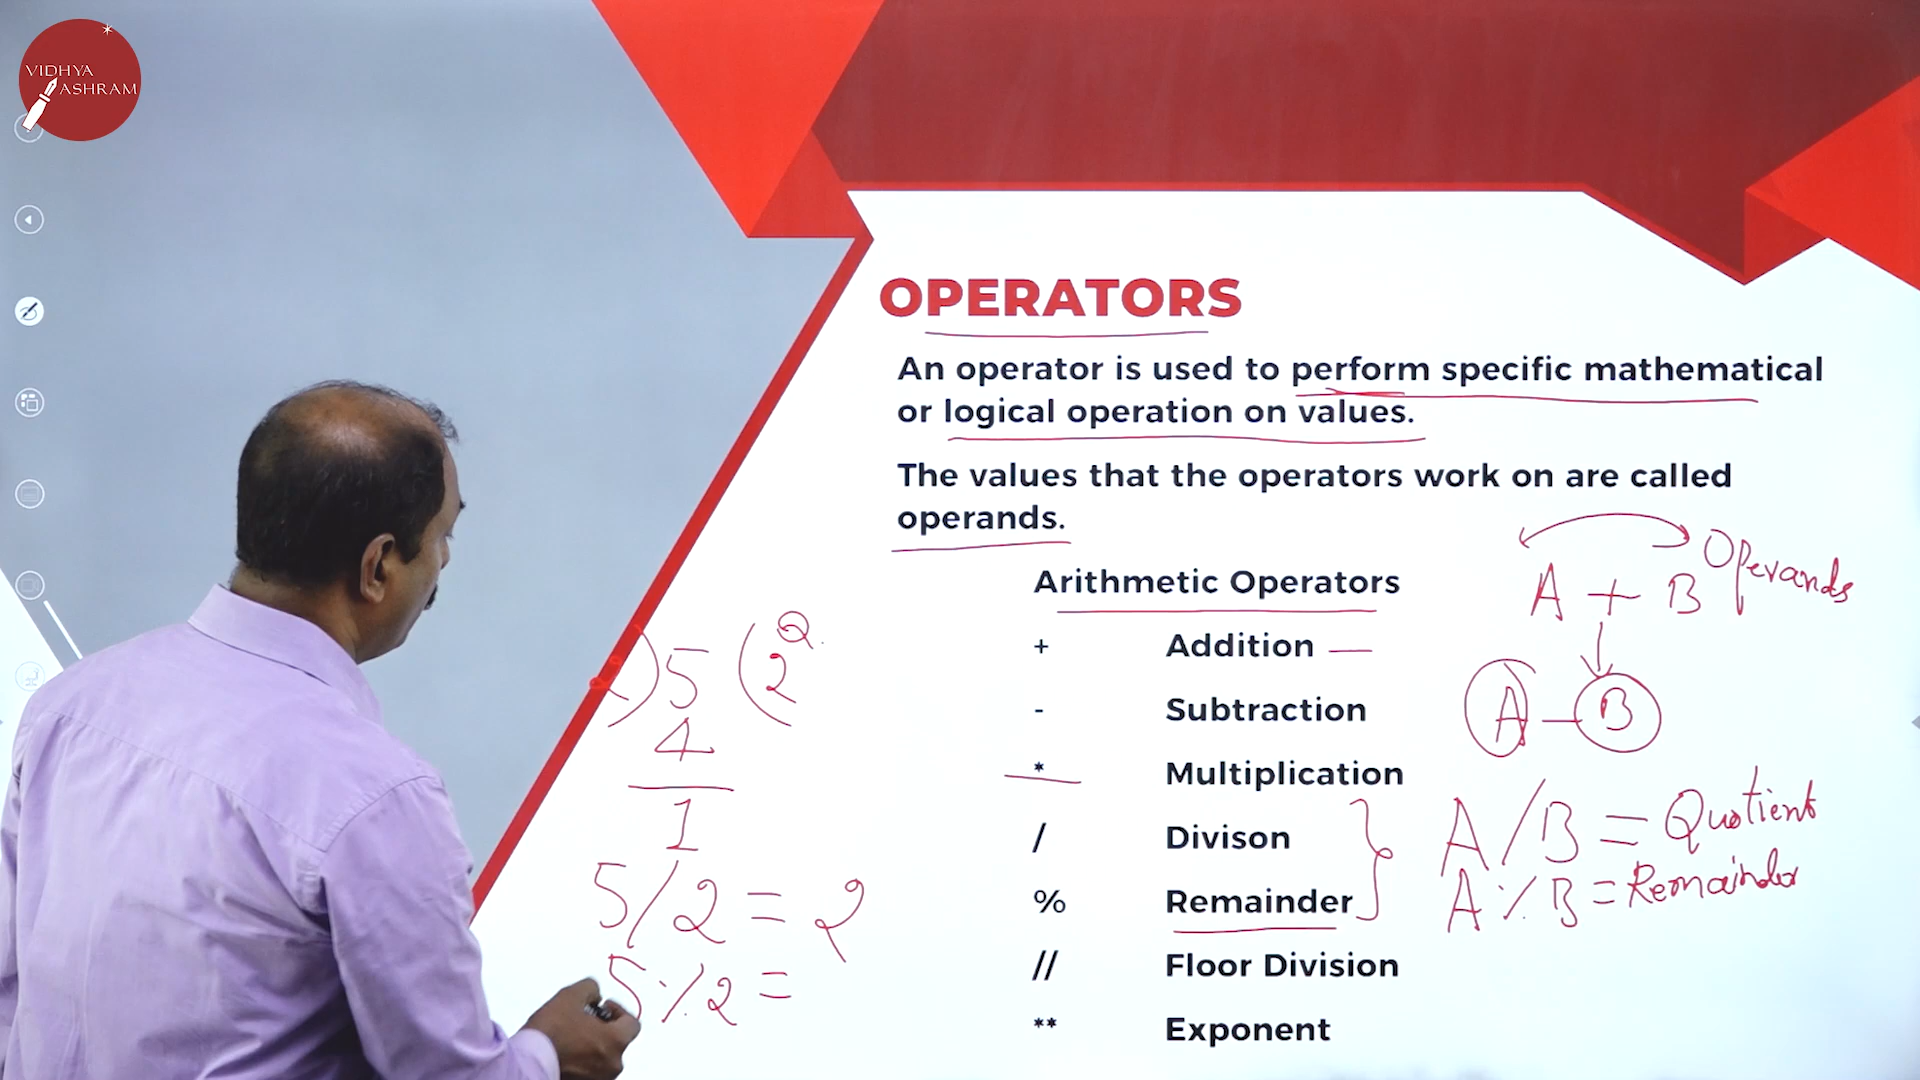 VIDHYA
ASHRAM
OPERATORS
An operator is used to perform specific mathematical
or logical operation on values.
The values that the operators work on are called
operands.
Arithmetic Operators
+ Addition
- Subtraction
* Multiplication
/ Divison
% Remainder
// Floor Division
** Exponent
Operands
A + B
A - B
A/B = Quotient
A % B = Remainder
Q
2)5(2
4
1
5/2 = 2
5%2 =